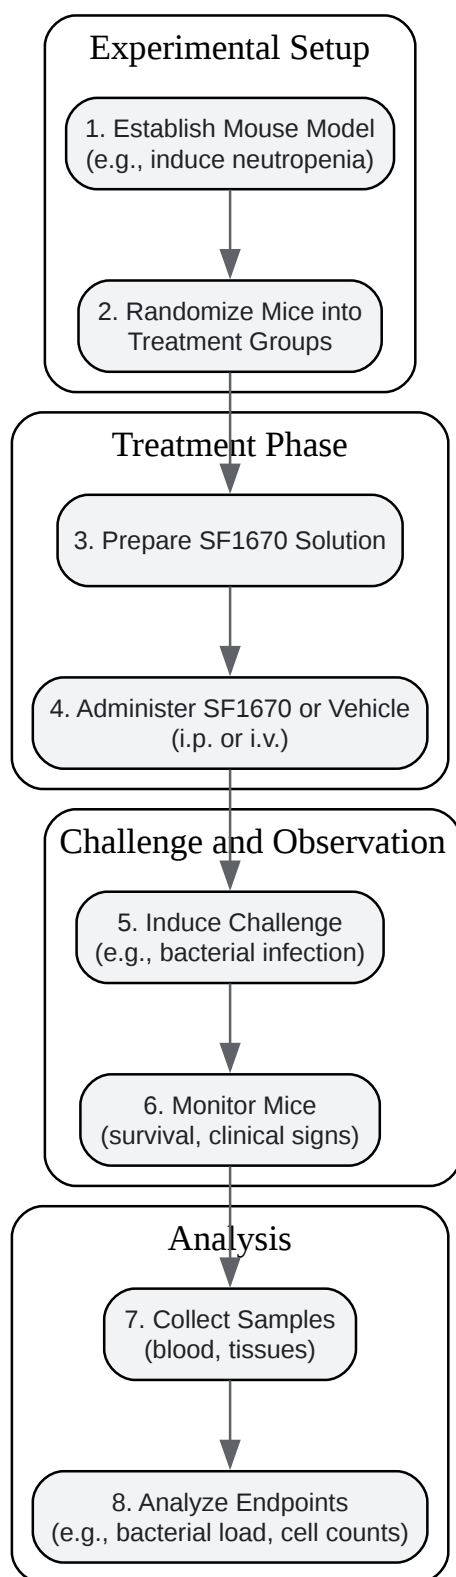 Experimental Setup
1. Establish Mouse Model
(e.g., induce neutropenia)
2. Randomize Mice into
Treatment Groups
Treatment Phase
3. Prepare SF1670 Solution
4. Administer SF1670 or Vehicle
(i.p. or i.v.)
Challenge and Observation
5. Induce Challenge
(e.g., bacterial infection)
6. Monitor Mice
(survival, clinical signs)
Analysis
7. Collect Samples
(blood, tissues)
8. Analyze Endpoints
(e.g., bacterial load, cell counts)